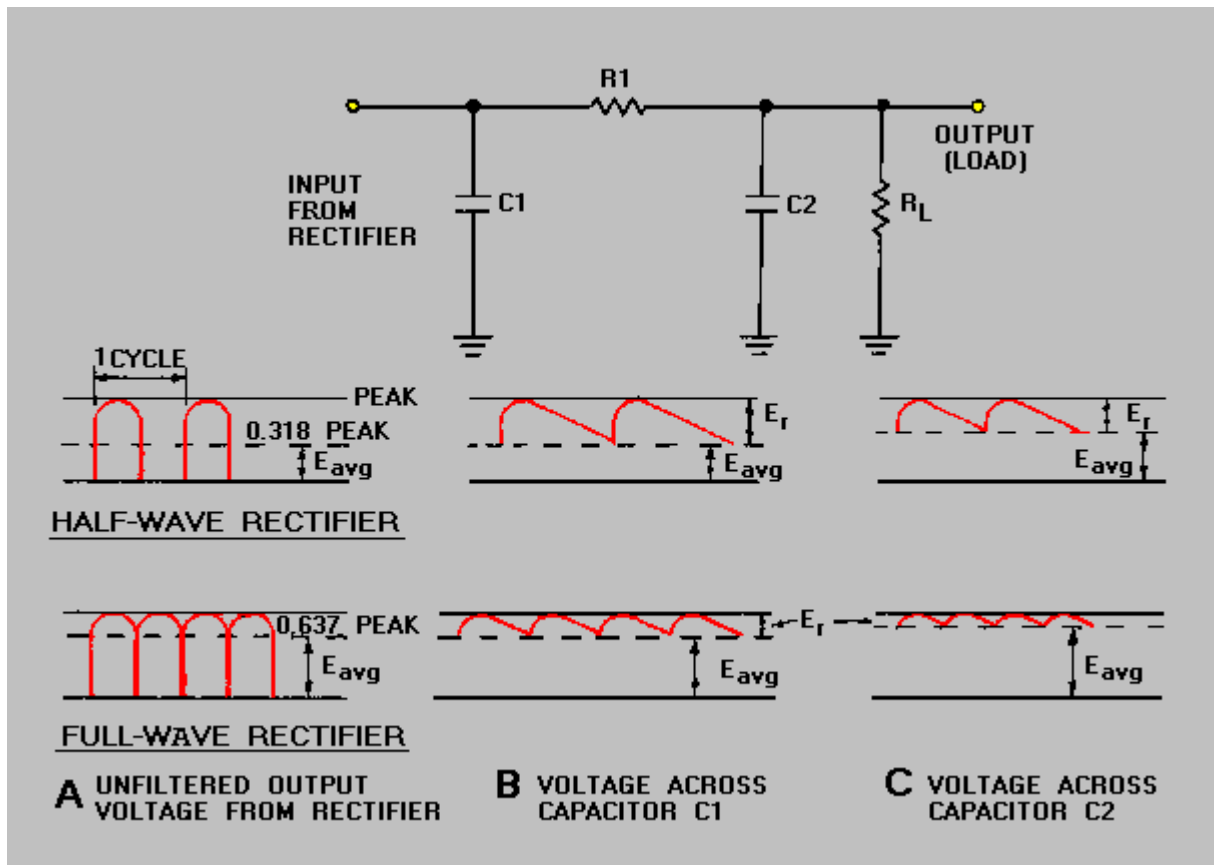 R1
OUTPUT
(LOAD)
INPUT
FROM
RECTIFIER
C1
C2
RL
1 CYCLE
PEAK
0.318 PEAK
Eavg
Er
Eavg
Er
Eavg
HALF-WAVE RECTIFIER
0.637 PEAK
Eavg
Er
Eavg
Eavg
FULL-WAVE RECTIFIER
A UNFILTERED OUTPUT
VOLTAGE FROM RECTIFIER
B VOLTAGE ACROSS
CAPACITOR C1
C VOLTAGE ACROSS
CAPACITOR C2